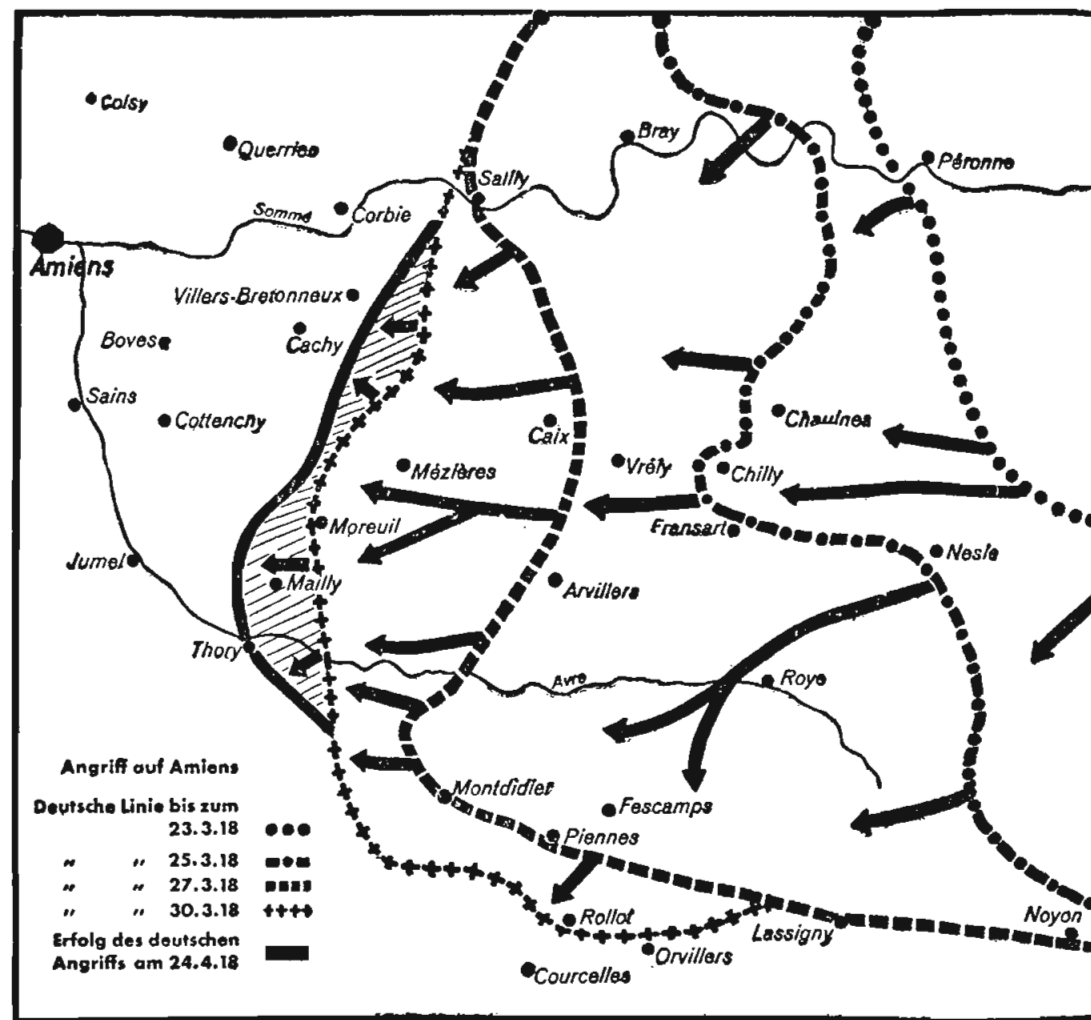 Coisy
Querries
Bray
Péronne
Sailly
Somme
Corbie
Amiens
Villers-Bretonneux
Cachy
Boves
Sains
Cottenchy
Caix
Chaulnes
Mézières
Vrély
Chilly
Moreuil
Fransart
Nesle
Jumel
Mailly
Arvillers
Thory
Avre
Roye
Montdidier
Fescamps
Piennes
Rollot
Orvillers
Lassigny
Noyon
Courcelles
Angriff auf Amiens
Deutsche Linie bis zum
23.3.18
" " 25.3.18
" " 27.3.18
" " 30.3.18
Erfolg des deutschen
Angriffs am 24.4.18